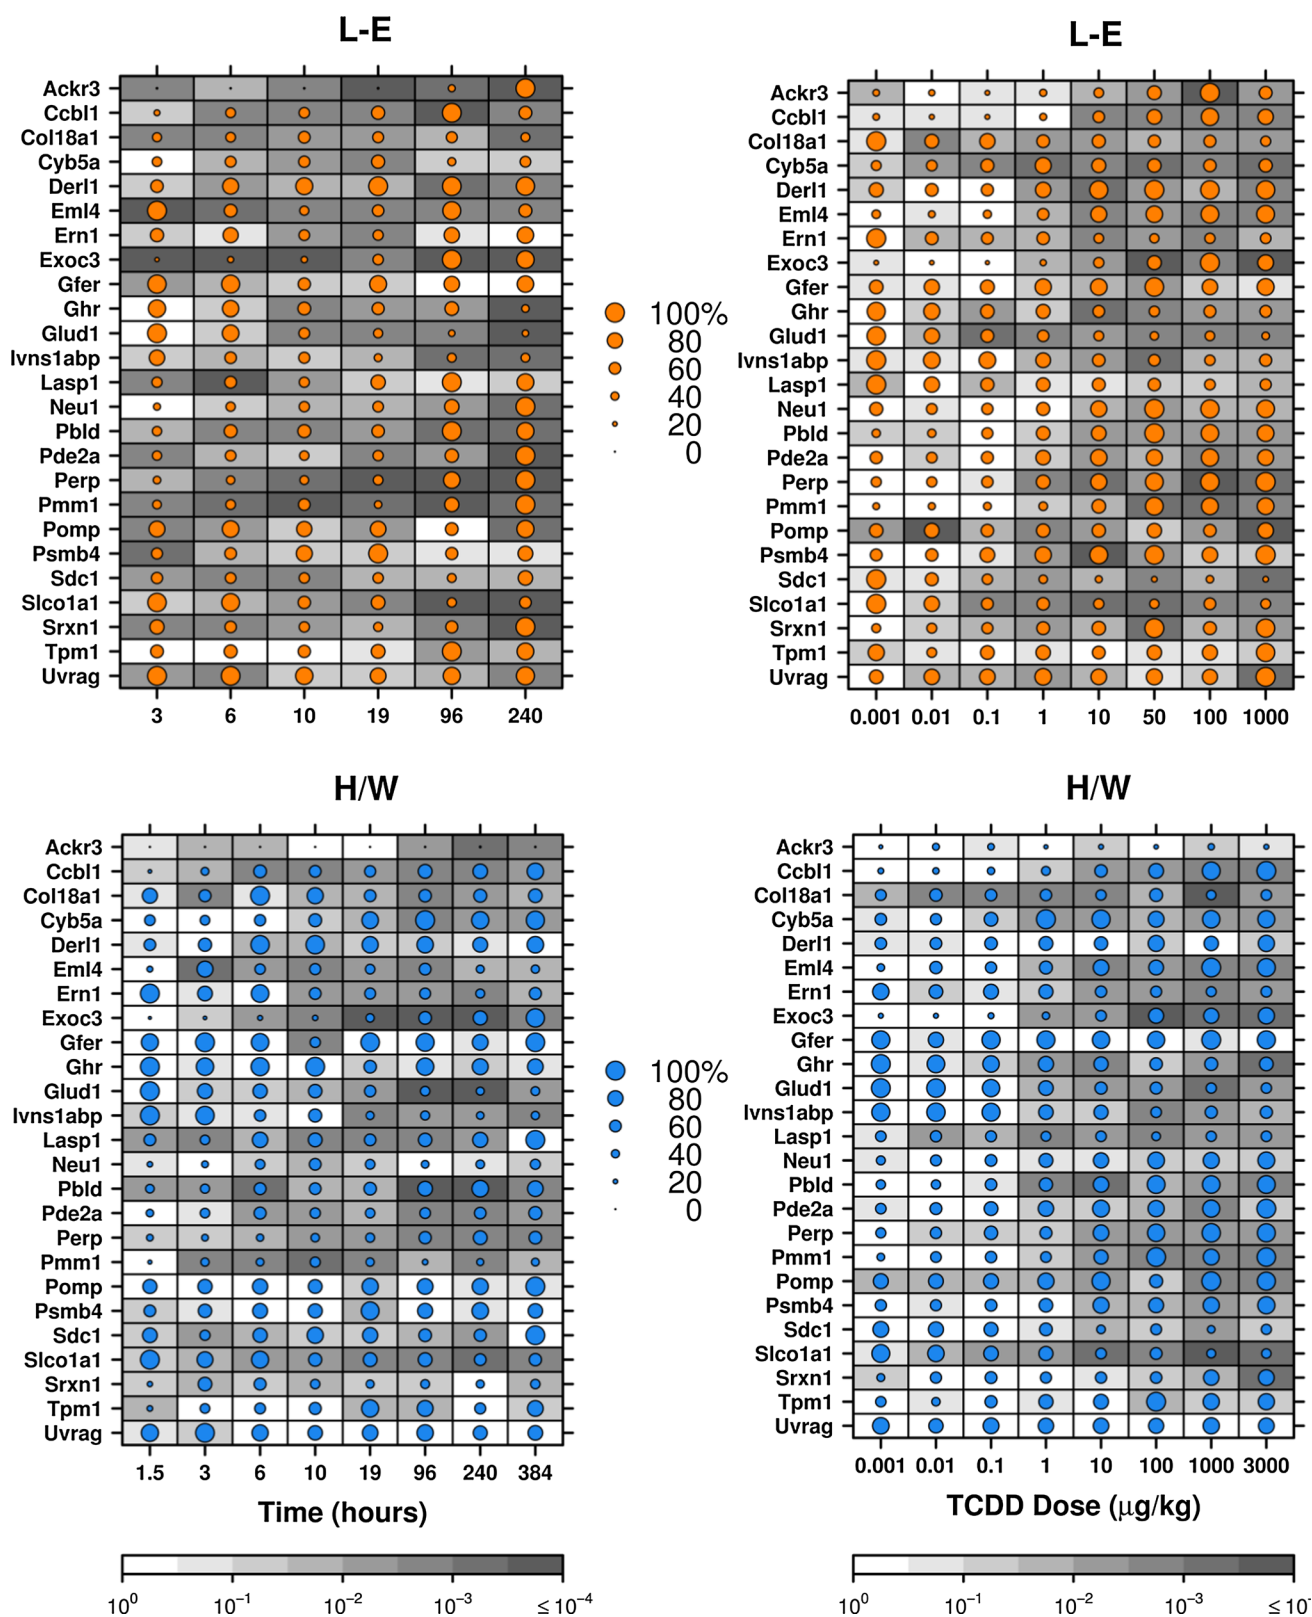 L-E
Ackr3
Ccbl1
Col18a1
Cyb5a
Derl1
Eml4
Ern1
Exoc3
Gfer
Ghr
Glud1
Ivns1abp
Lasp1
Neu1
Pbld
Pde2a
Perp
Pmm1
Pomp
Psmb4
Sdc1
Slco1a1
Srxn1
Tpm1
Uvrag
3 6 10 19 96 240
100%
80
60
40
20
0
L-E
Ackr3
Ccbl1
Col18a1
Cyb5a
Derl1
Eml4
Ern1
Exoc3
Gfer
Ghr
Glud1
Ivns1abp
Lasp1
Neu1
Pbld
Pde2a
Perp
Pmm1
Pomp
Psmb4
Sdc1
Slco1a1
Srxn1
Tpm1
Uvrag
0.001 0.01 0.1 1 10 50 100 1000
H/W
Ackr3
Ccbl1
Col18a1
Cyb5a
Derl1
Eml4
Ern1
Exoc3
Gfer
Ghr
Glud1
Ivns1abp
Lasp1
Neu1
Pbld
Pde2a
Perp
Pmm1
Pomp
Psmb4
Sdc1
Slco1a1
Srxn1
Tpm1
Uvrag
1.5 3 6 10 19 96 240 384
Time (hours)
10⁰ 10⁻¹ 10⁻² 10⁻³ ≤ 10⁻⁴
100%
80
60
40
20
0
H/W
Ackr3
Ccbl1
Col18a1
Cyb5a
Derl1
Eml4
Ern1
Exoc3
Gfer
Ghr
Glud1
Ivns1abp
Lasp1
Neu1
Pbld
Pde2a
Perp
Pmm1
Pomp
Psmb4
Sdc1
Slco1a1
Srxn1
Tpm1
Uvrag
0.001 0.01 0.1 1 10 100 1000 3000
TCDD Dose (μg/kg)
10⁰ 10⁻¹ 10⁻² 10⁻³ ≤ 10